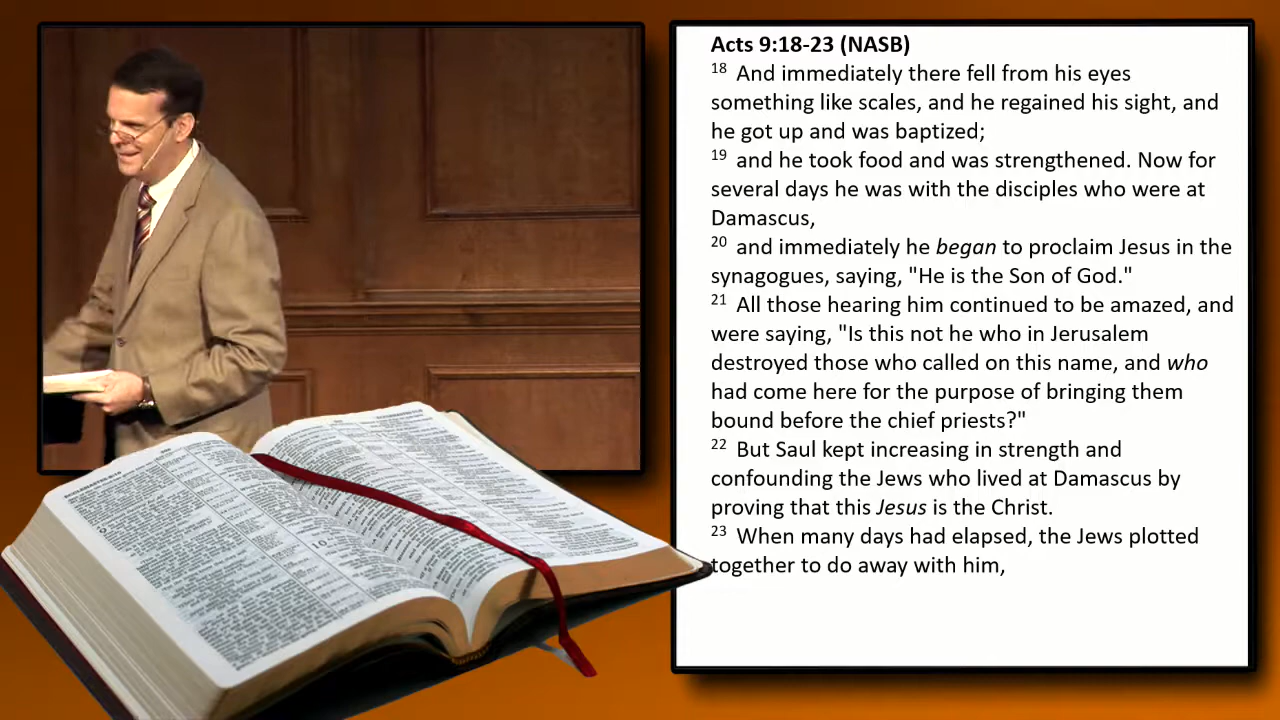 Acts 9:18-23 (NASB)
18 And immediately there fell from his eyes
something like scales, and he regained his sight, and
he got up and was baptized;
19 and he took food and was strengthened. Now for
several days he was with the disciples who were at
Damascus,
20 and immediately he began to proclaim Jesus in the
synagogues, saying, "He is the Son of God."
21 All those hearing him continued to be amazed, and
were saying, "Is this not he who in Jerusalem
destroyed those who called on this name, and who
had come here for the purpose of bringing them
bound before the chief priests?"
22 But Saul kept increasing in strength and
confounding the Jews who lived at Damascus by
proving that this Jesus is the Christ.
23 When many days had elapsed, the Jews plotted
together to do away with him,